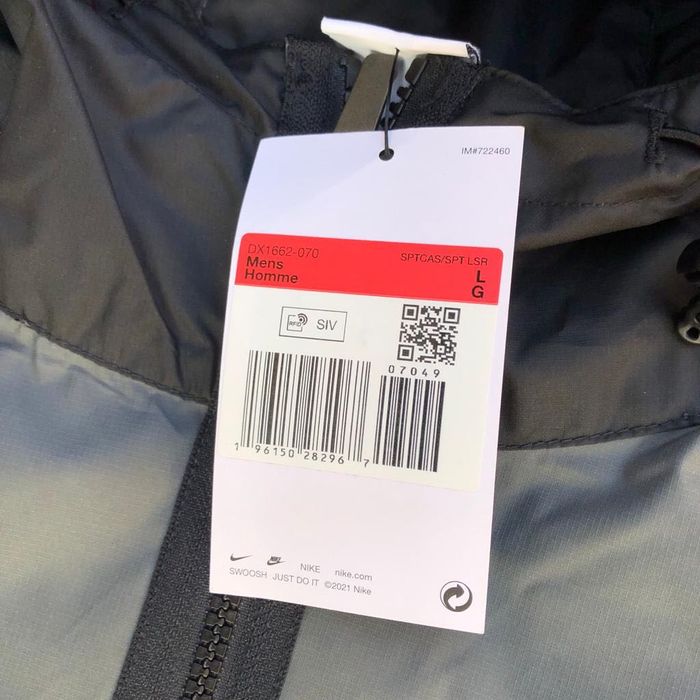 IM#722460
DX1662-070
Mens
Homme
SPTCAS/SPT LSR
L
G
RFID
SIV
07049
1 96150 28296 7
NIKE
nike.com
SWOOSH JUST DO IT ©2021 Nike